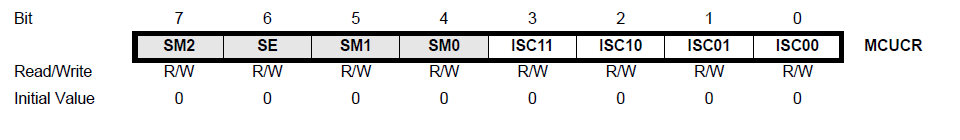 Bit 7 6 5 4 3 2 1 0
SM2 SE SM1 SM0 ISC11 ISC10 ISC01 ISC00 MCUCR
Read/Write R/W R/W R/W R/W R/W R/W R/W R/W
Initial Value 0 0 0 0 0 0 0 0